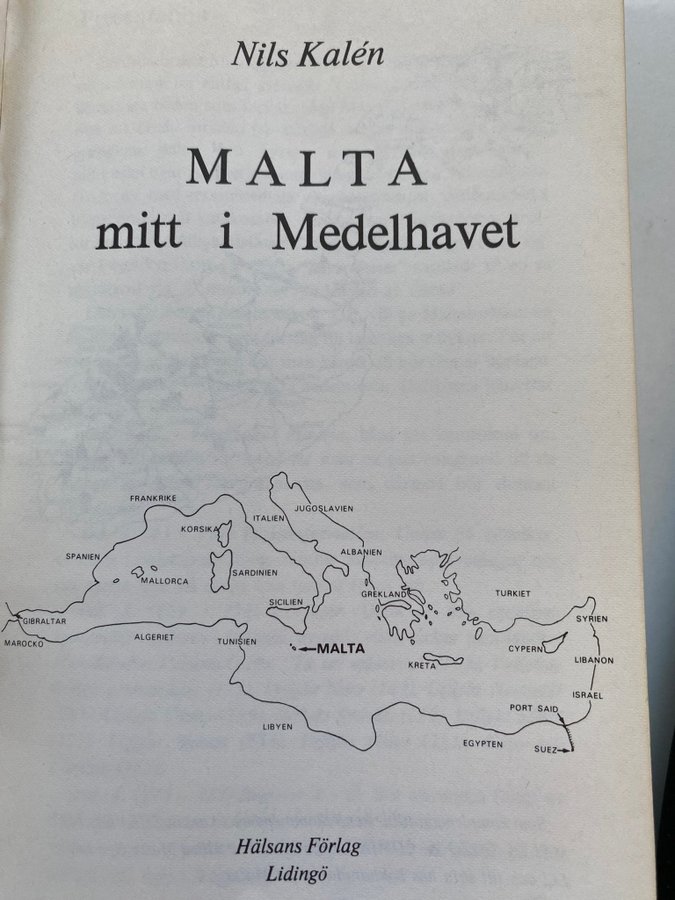 Nils Kalén
MALTA
mitt i Medelhavet
FRANKRIKE
JUGOSLAVIEN
ITALIEN
KORSIKA
ALBANIEN
SPANIEN
MALLORCA
SARDINIEN
GREKLAND
TURKIET
SICILIEN
GIBRALTAR
SYRIEN
MAROCKO
ALGERIET
TUNISIEN
MALTA
CYPERN
KRETA
LIBANON
ISRAEL
PORT SAID
LIBYEN
EGYPTEN
SUEZ
Hälsans Förlag
Lidingö